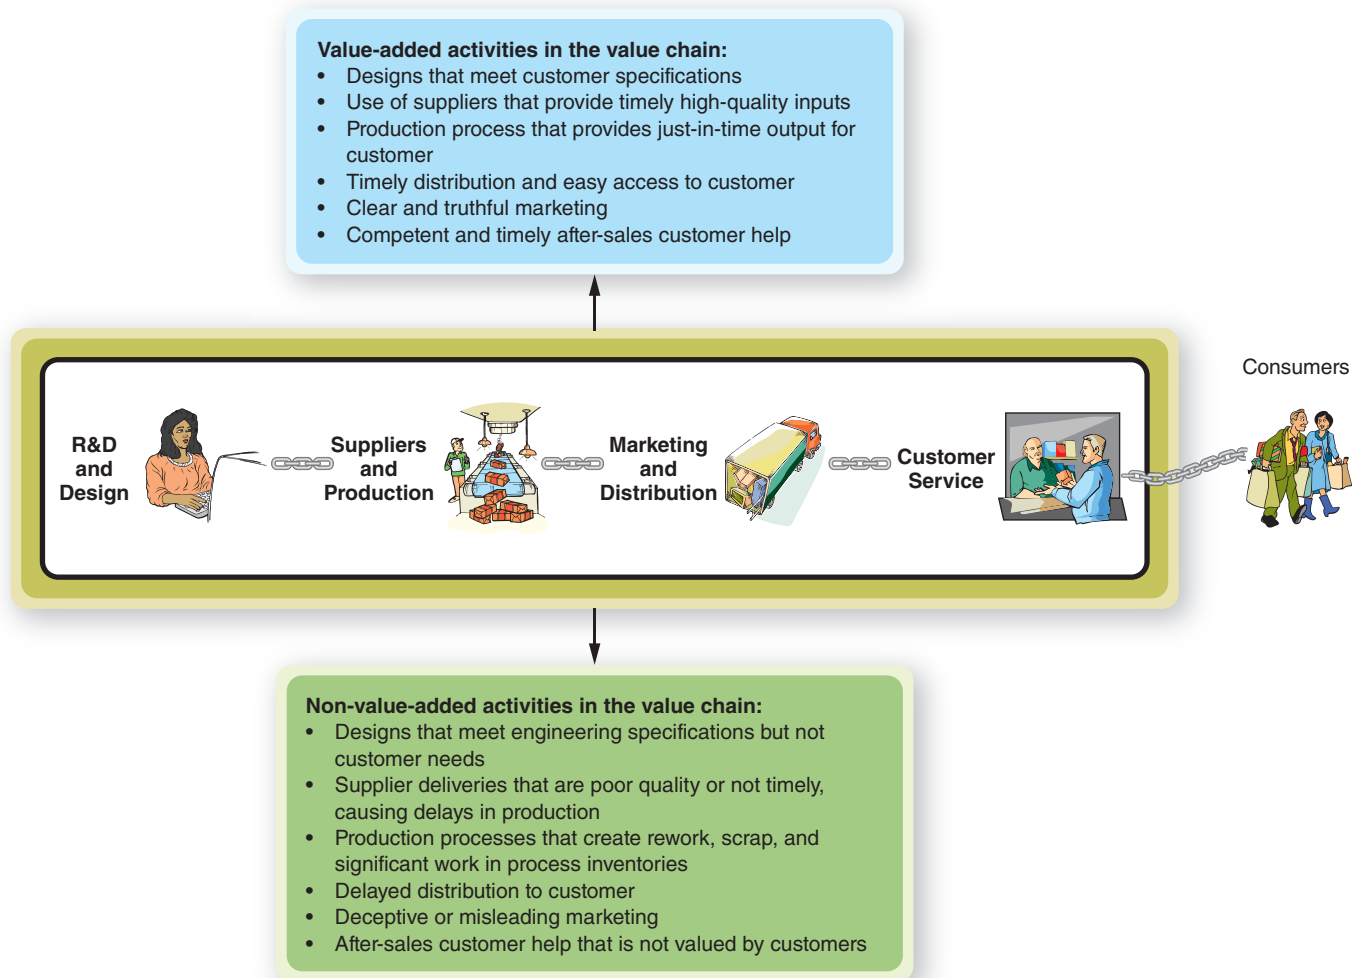 Value-added activities in the value chain:
• Designs that meet customer specifications
• Use of suppliers that provide timely high-quality inputs
• Production process that provides just-in-time output for
customer
• Timely distribution and easy access to customer
• Clear and truthful marketing
• Competent and timely after-sales customer help
Consumers
R&D
and
Design
Suppliers
and
Production
Marketing
and
Distribution
Customer
Service
Non-value-added activities in the value chain:
• Designs that meet engineering specifications but not
customer needs
• Supplier deliveries that are poor quality or not timely,
causing delays in production
• Production processes that create rework, scrap, and
significant work in process inventories
• Delayed distribution to customer
• Deceptive or misleading marketing
• After-sales customer help that is not valued by customers